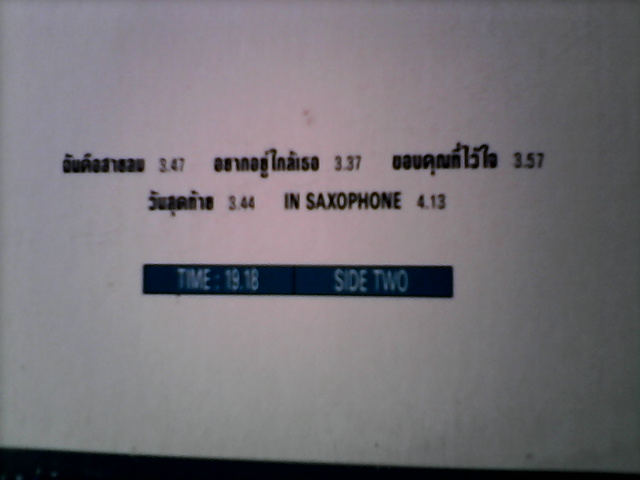 ฉันคือสายลม 3.47 อยากอยู่ใกล้เธอ 3.37 ขอบคุณที่ไว้ใจ 3.57
วันสุดท้าย 3.44 IN SAXOPHONE 4.13
TIME : 19.18 SIDE TWO